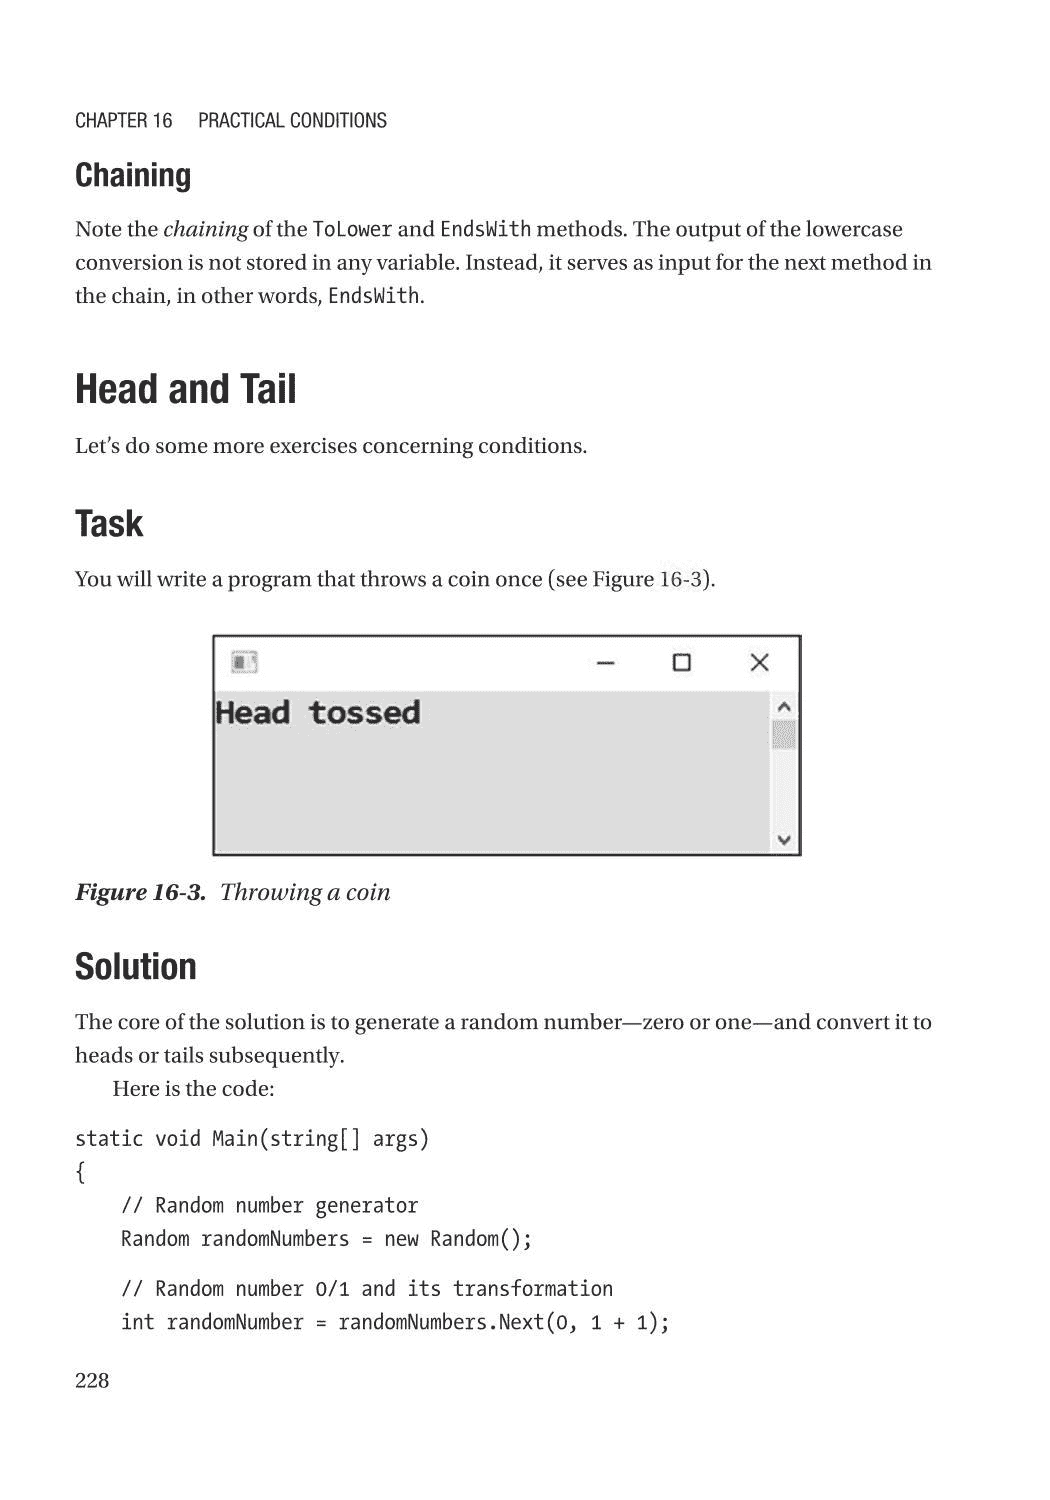 CHAPTER 16 PRACTICAL CONDITIONS
Chaining
Note the chaining of the ToLower and EndsWith methods. The output of the lowercase
conversion is not stored in any variable. Instead, it serves as input for the next method in
the chain, in other words, EndsWith.
Head and Tail
Let’s do some more exercises concerning conditions.
Task
You will write a program that throws a coin once (see Figure 16-3).
Head tossed
Figure 16-3. Throwing a coin
Solution
The core of the solution is to generate a random number—zero or one—and convert it to
heads or tails subsequently.
Here is the code:
static void Main(string[] args)
{
// Random number generator
Random randomNumbers = new Random();
// Random number 0/1 and its transformation
int randomNumber = randomNumbers.Next(0, 1 + 1);
228